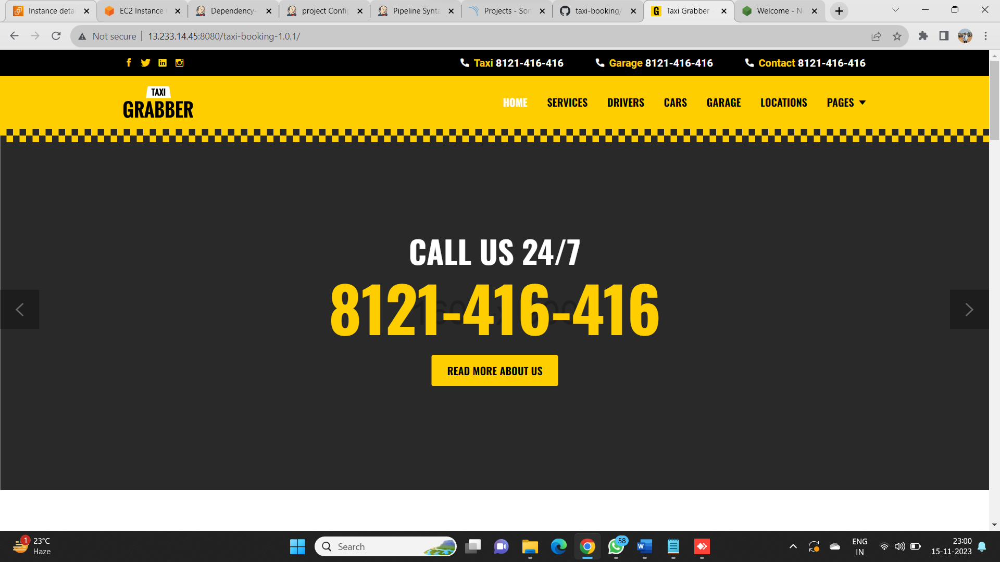 Instance deta
EC2 Instance
Dependency-
project Config
Pipeline Synta
Projects - Son
taxi-booking/
Taxi Grabber
Welcome - N
Not secure | 13.233.14.45:8080/taxi-booking-1.0.1/
Taxi 8121-416-416
Garage 8121-416-416
Contact 8121-416-416
TAXI
GRABBER
HOME
SERVICES
DRIVERS
CARS
GARAGE
LOCATIONS
PAGES
CALL US 24/7
8121-416-416
READ MORE ABOUT US
1
23°C
Haze
Search
58
ENG
IN
23:00
15-11-2023